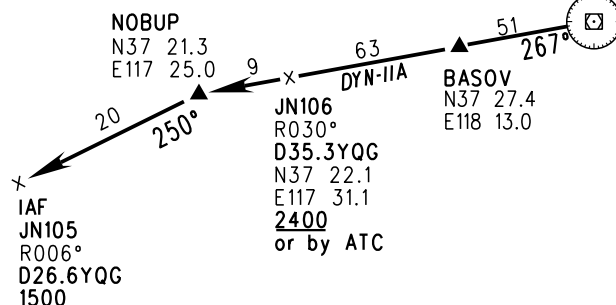 NOBUP
N37 21.3
E117 25.0
51
267°
63
DYN-11A
BASOV
N37 27.4
E118 13.0
9
JN106
R030°
D35.3YQG
N37 22.1
E117 31.1
2400
or by ATC
20
250°
IAF
JN105
R006°
D26.6YQG
1500